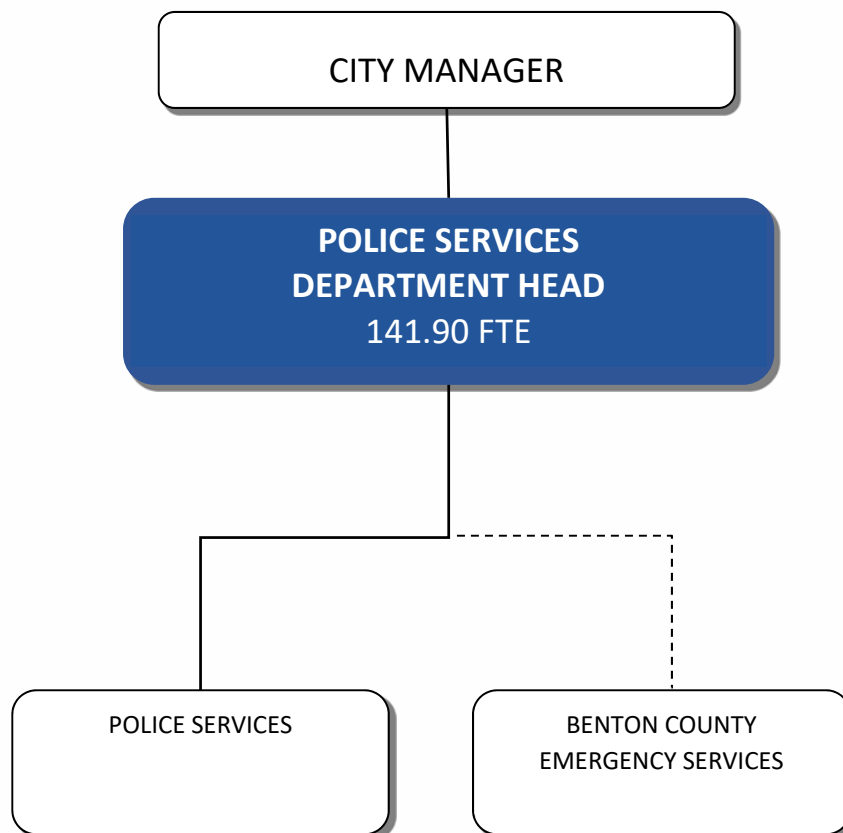 CITY MANAGER
POLICE SERVICES
DEPARTMENT HEAD
141.90 FTE
POLICE SERVICES
BENTON COUNTY
EMERGENCY SERVICES